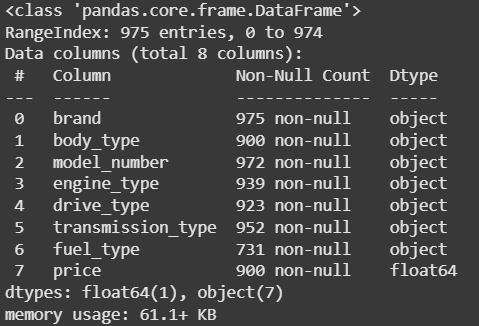 <class 'pandas.core.frame.DataFrame'>
RangeIndex: 975 entries, 0 to 974
Data columns (total 8 columns):
 #   Column             Non-Null Count  Dtype
---  ------             --------------  -----
 0   brand              975 non-null    object
 1   body_type          900 non-null    object
 2   model_number       972 non-null    object
 3   engine_type        939 non-null    object
 4   drive_type         923 non-null    object
 5   transmission_type  952 non-null    object
 6   fuel_type          731 non-null    object
 7   price              900 non-null    float64
dtypes: float64(1), object(7)
memory usage: 61.1+ KB